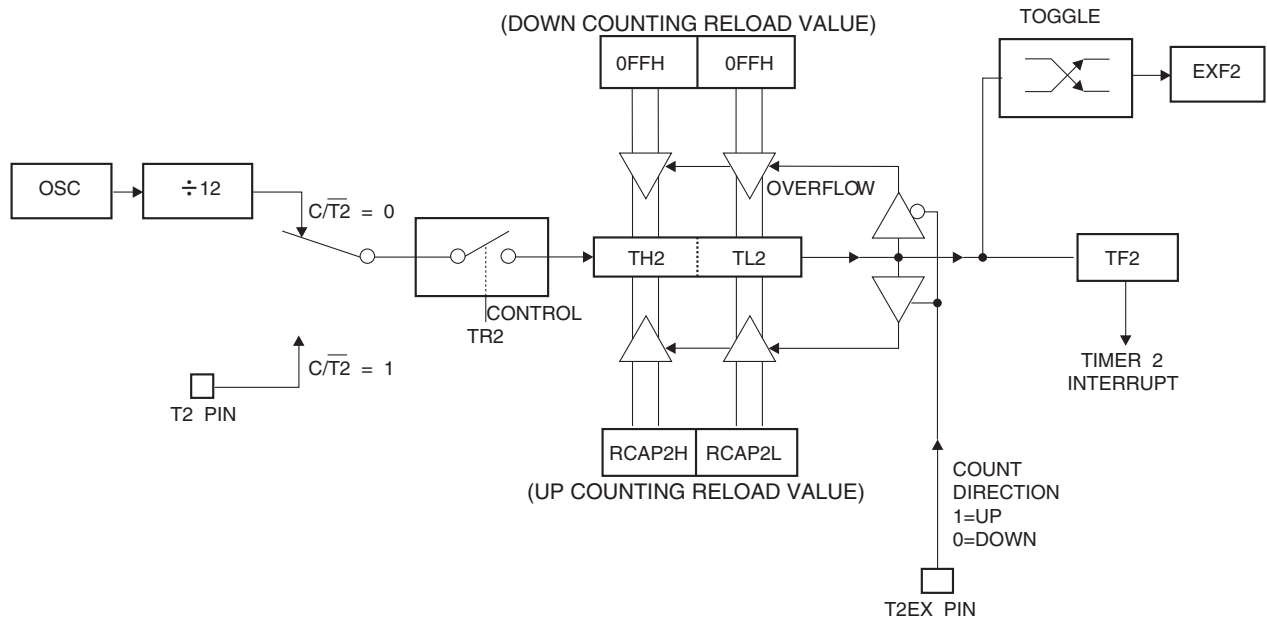 (DOWN COUNTING RELOAD VALUE)
TOGGLE
0FFH
0FFH
EXF2
OSC
÷12
C/T2̅ = 0
OVERFLOW
TH2
TL2
TF2
CONTROL
TR2
C/T2̅ = 1
T2 PIN
TIMER 2
INTERRUPT
RCAP2H
RCAP2L
(UP COUNTING RELOAD VALUE)
COUNT
DIRECTION
1=UP
0=DOWN
T2EX PIN